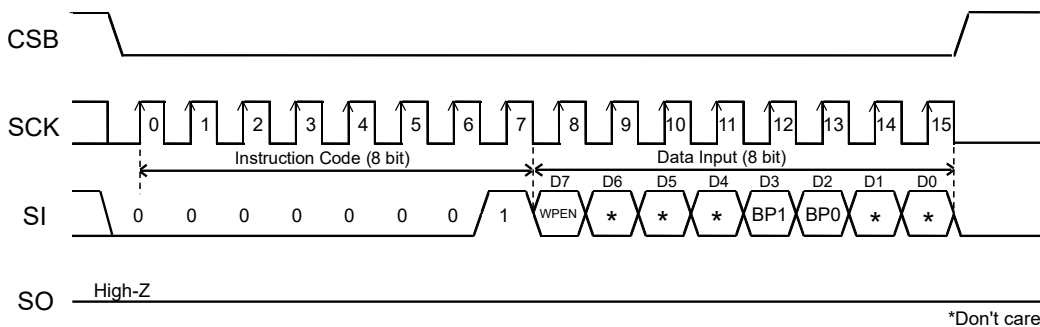 CSB
SCK
0 1 2 3 4 5 6 7 8 9 10 11 12 13 14 15
Instruction Code (8 bit) Data Input (8 bit)
D7 D6 D5 D4 D3 D2 D1 D0
SI 0 0 0 0 0 0 0 1 WPEN * * * BP1 BP0 * *
High-Z
SO
*Don't care